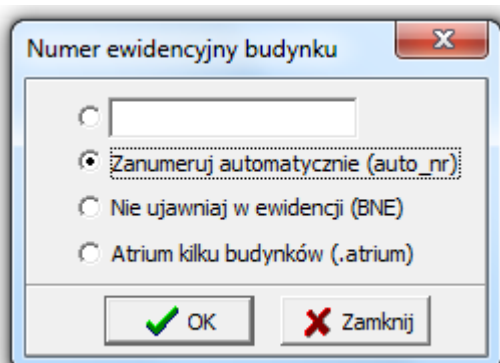 Numer ewidencyjny budynku
Zanumeruj automatycznie (auto_nr)
Nie ujawniaj w ewidencji (BNE)
Atrium kilku budynków (.atrium)
OK
Zamknij